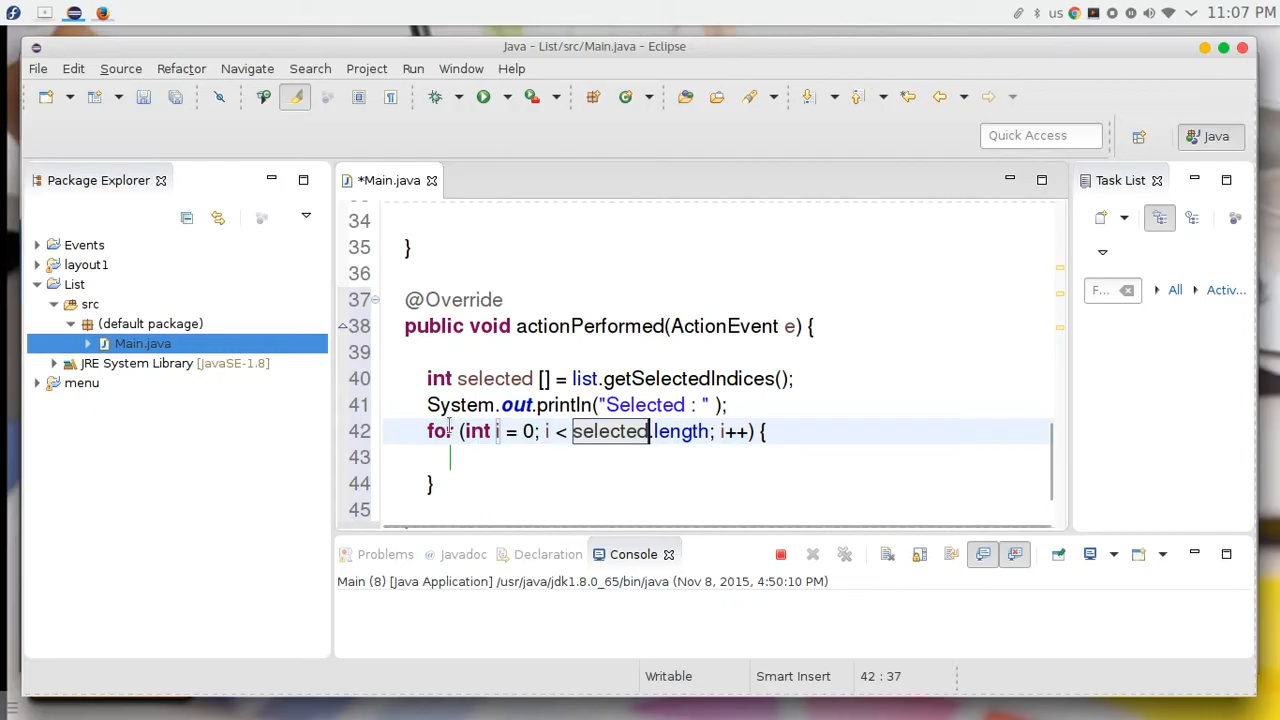 us
11:07 PM
Java - List/src/Main.java - Eclipse
File Edit Source Refactor Navigate Search Project Run Window Help
Quick Access
Java
Package Explorer
*Main.java
Task List
Events
layout1
List
src
(default package)
Main.java
JRE System Library [JavaSE-1.8]
menu
34
35 }
36
37 @Override
38 public void actionPerformed(ActionEvent e) {
39
40 int selected [] = list.getSelectedIndices();
41 System.out.println("Selected : " );
42 for (int i = 0; i < selected.length; i++) {
43
44 }
45
F... All Activ...
Problems Javadoc Declaration Console
Main (8) [Java Application] /usr/java/jdk1.8.0_65/bin/java (Nov 8, 2015, 4:50:10 PM)
Writable Smart Insert 42 : 37